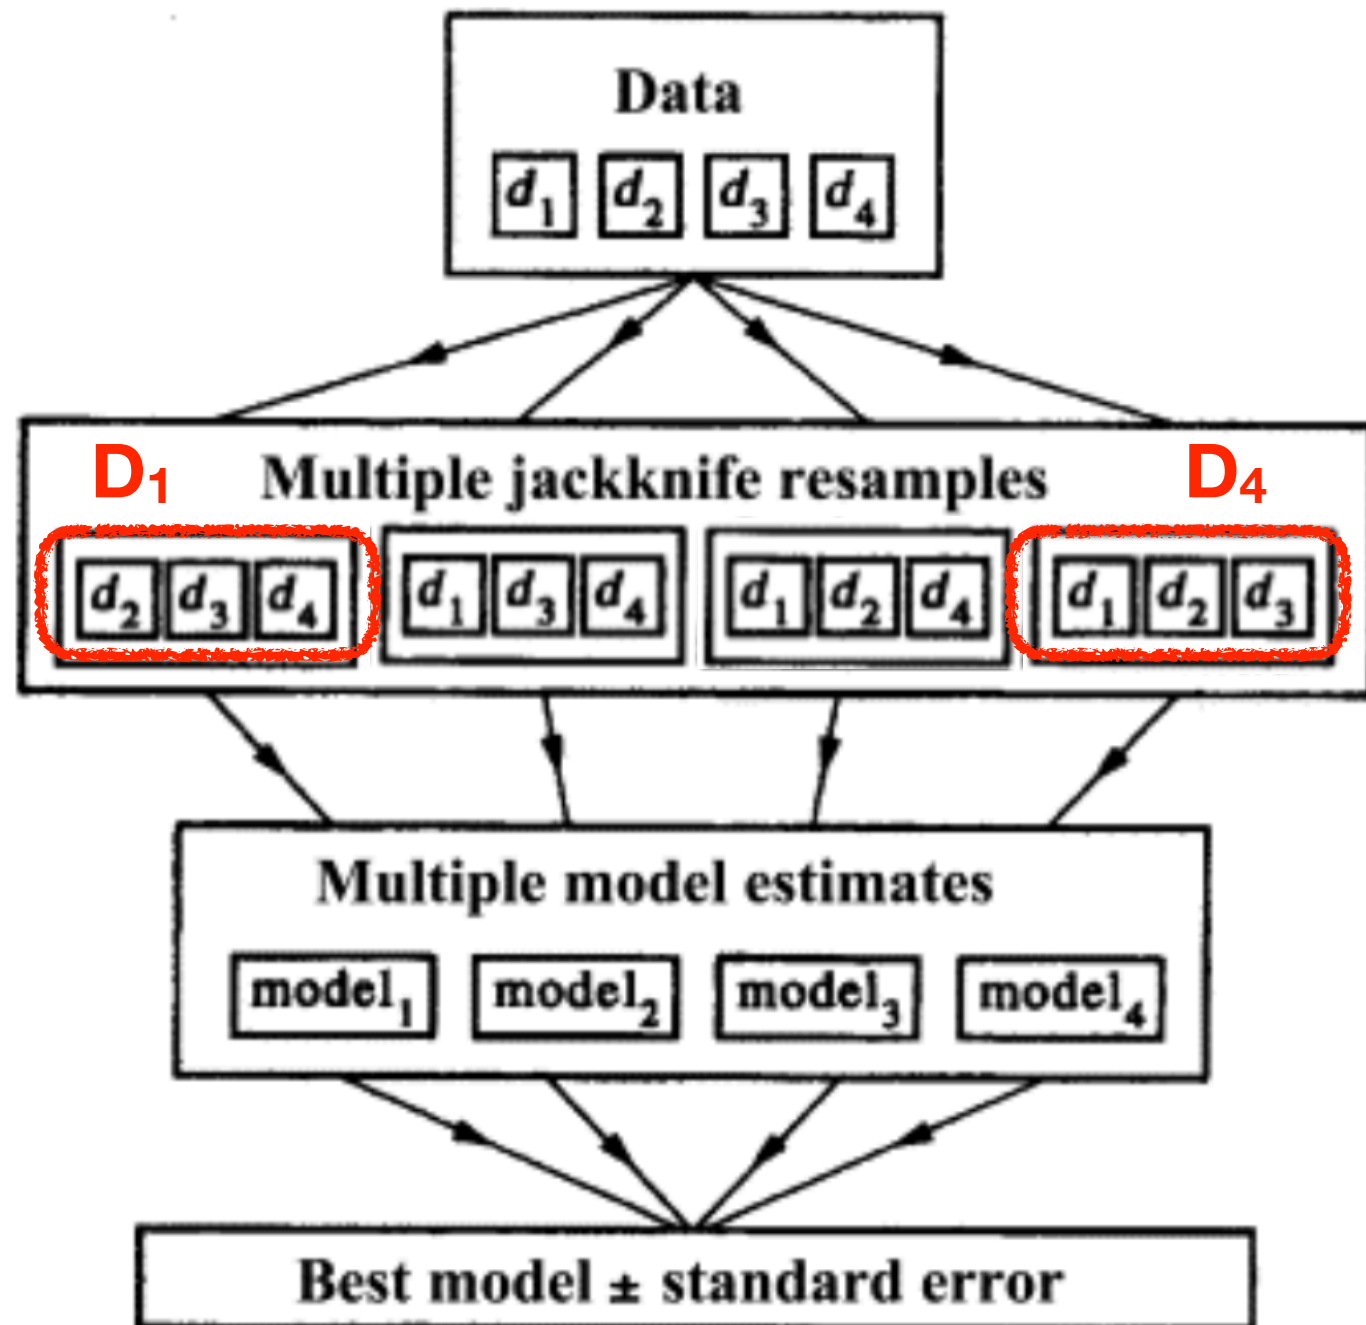 Data
d₁ d₂ d₃ d₄
D₁ Multiple jackknife resamples D₄
d₂ d₃ d₄ d₁ d₃ d₄ d₁ d₂ d₄ d₁ d₂ d₃
Multiple model estimates
model₁ model₂ model₃ model₄
Best model ± standard error